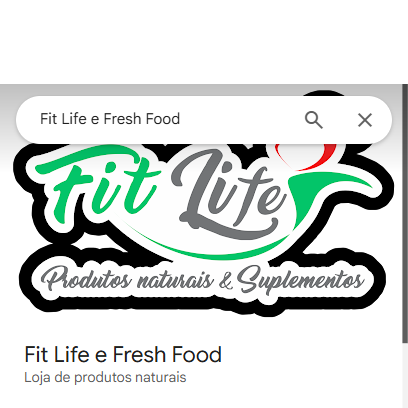 Fit Life e Fresh Food
Fit Life
Produtos naturais & Suplementos
Fit Life e Fresh Food
Loja de produtos naturais